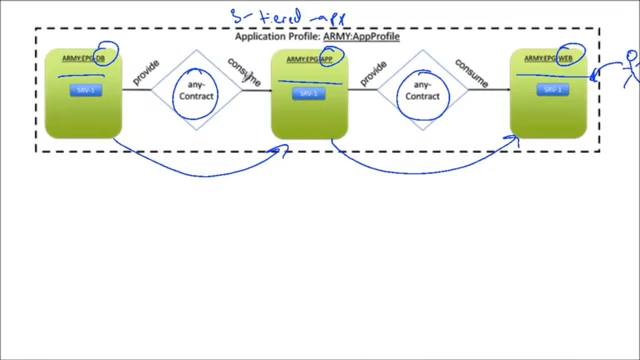 3-tiered-app
Application Profile: ARMY:AppProfile
ARMY:EPG-DB
SRV-1
provide
any-
Contract
consume
ARMY:EPG-APP
SRV-1
provide
any-
Contract
consume
ARMY:EPG-WEB
SRV-1